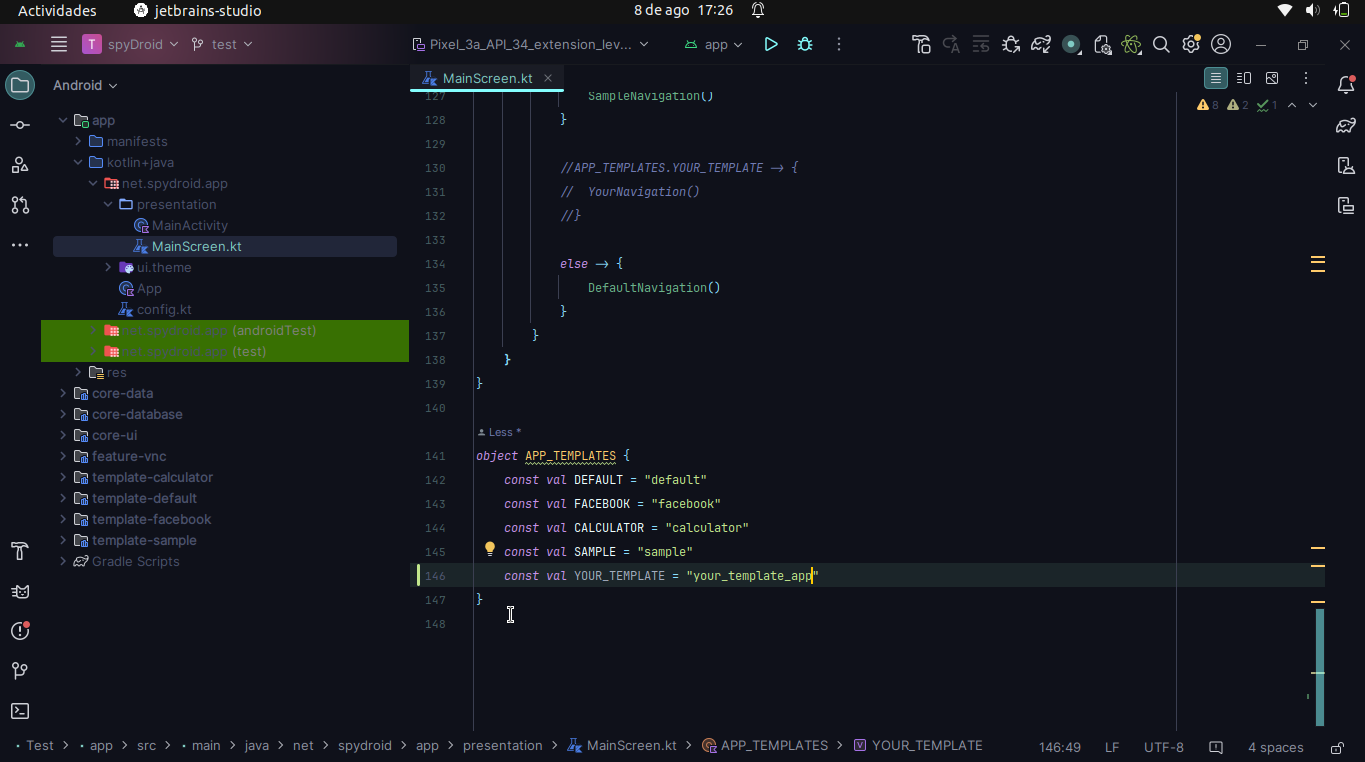 Actividades jetbrains-studio 8 de ago 17:26
T spyDroid test Pixel_3a_API_34_extension_lev... app
Android
MainScreen.kt
app
manifests
kotlin+java
net.spydroid.app
presentation
MainActivity
MainScreen.kt
ui.theme
App
config.kt
net.spydroid.app (androidTest)
net.spydroid.app (test)
res
core-data
core-database
core-ui
feature-vnc
template-calculator
template-default
template-facebook
template-sample
Gradle Scripts
8 2 1
127 SampleNavigation()
128 }
129
130 //APP_TEMPLATES.YOUR_TEMPLATE -> {
131 // YourNavigation()
132 //}
133
134 else -> {
135 DefaultNavigation()
136 }
137 }
138 }
139 }
140
Less *
141 object APP_TEMPLATES {
142 const val DEFAULT = "default"
143 const val FACEBOOK = "facebook"
144 const val CALCULATOR = "calculator"
145 const val SAMPLE = "sample"
146 const val YOUR_TEMPLATE = "your_template_app"
147 }
148
Test > app > src > main > java > net > spydroid > app > presentation > MainScreen.kt > APP_TEMPLATES > YOUR_TEMPLATE 146:49 LF UTF-8 4 spaces